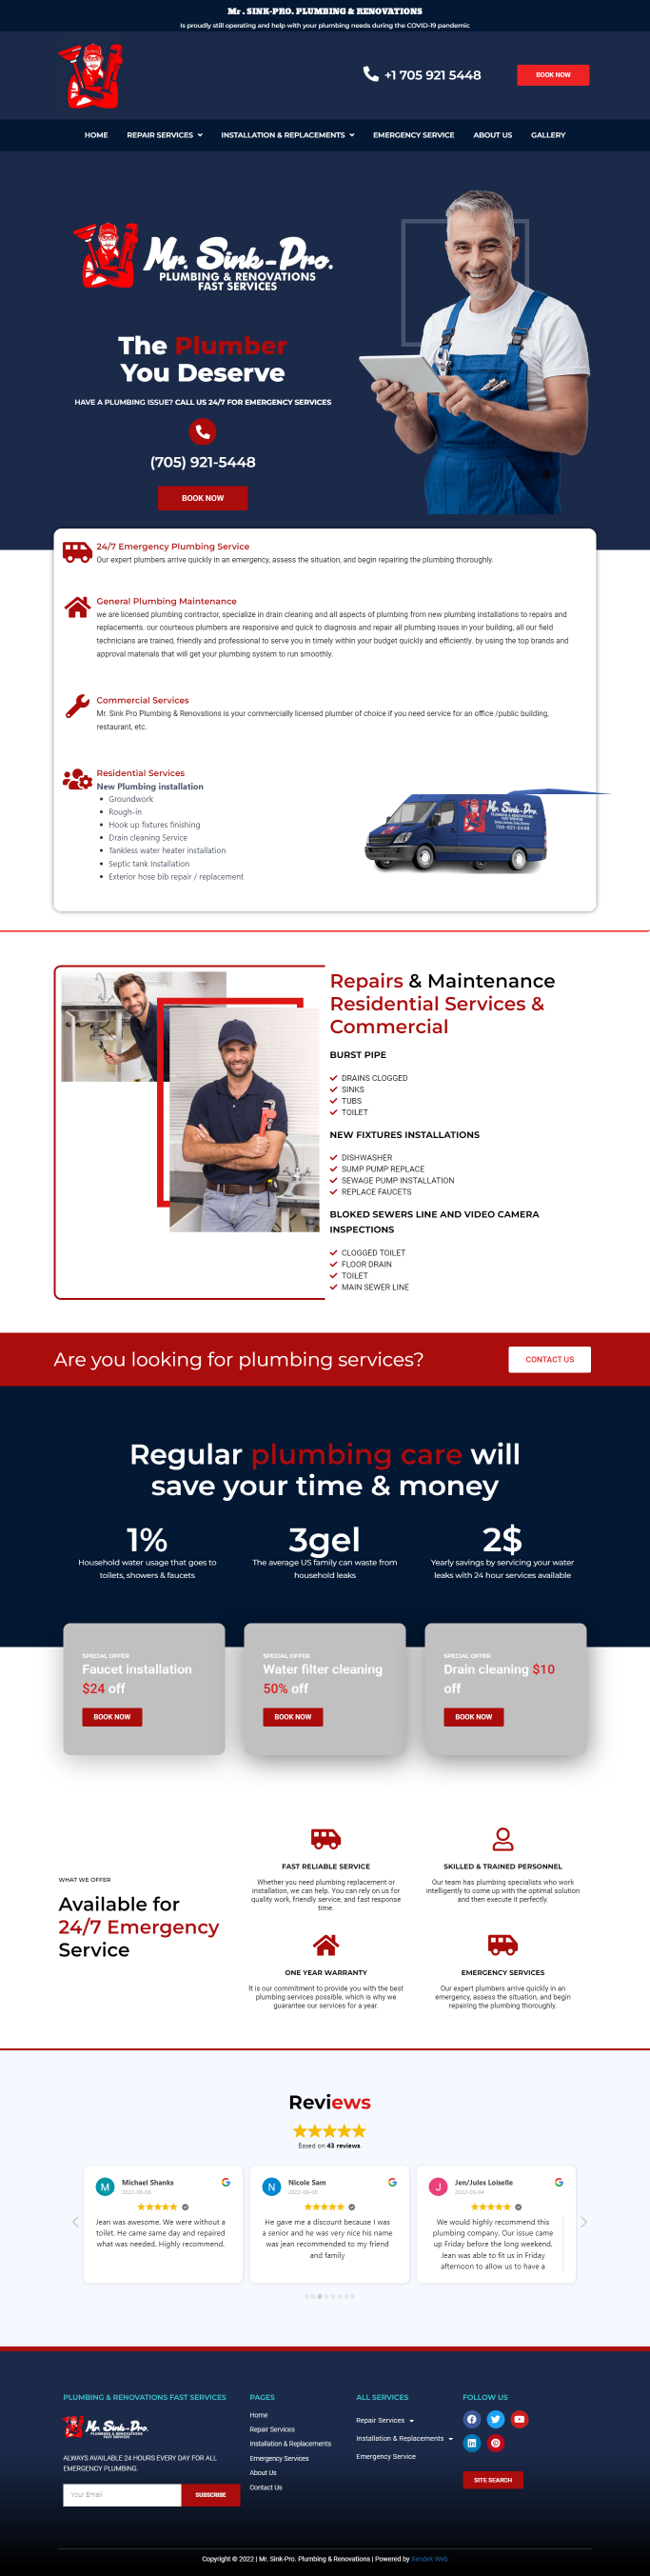 Mr . SINK-PRO. PLUMBING & RENOVATIONS
Is proudly still operating and help with your plumbing needs during the COVID-19 pandemic
+1 705 921 5448
BOOK NOW
HOME
REPAIR SERVICES
INSTALLATION & REPLACEMENTS
EMERGENCY SERVICE
ABOUT US
GALLERY
Mr. Sink-Pro.
PLUMBING & RENOVATIONS
FAST SERVICES
The Plumber
You Deserve
HAVE A PLUMBING ISSUE? CALL US 24/7 FOR EMERGENCY SERVICES
(705) 921-5448
BOOK NOW
24/7 Emergency Plumbing Service
Our expert plumbers arrive quickly in an emergency, assess the situation, and begin repairing the plumbing thoroughly.
General Plumbing Maintenance
we are licensed plumbing contractor, specialize in drain cleaning and all aspects of plumbing from new plumbing installations to repairs and
replacements. our courteous plumbers are responsive and quick to diagnosis and repair all plumbing issues in your building, all our field
technicians are trained, friendly and professional to serve you in timely within your budget quickly and efficiently. by using the top brands and
approval materials that will get your plumbing system to run smoothly.
Commercial Services
Mr. Sink Pro Plumbing & Renovations is your commercially licensed plumber of choice if you need service for an office /public building,
restaurant, etc.
Residential Services
New Plumbing installation
Groundwork
Rough-in
Hook up fixtures finishing
Drain cleaning Service
Tankless water heater installation
Septic tank Installation
Exterior hose bib repair / replacement
Mr. Sink-Pro.
705-921-5448
Repairs & Maintenance
Residential Services &
Commercial
BURST PIPE
DRAINS CLOGGED
SINKS
TUBS
TOILET
NEW FIXTURES INSTALLATIONS
DISHWASHER
SUMP PUMP REPLACE
SEWAGE PUMP INSTALLATION
REPLACE FAUCETS
BLOKED SEWERS LINE AND VIDEO CAMERA
INSPECTIONS
CLOGGED TOILET
FLOOR DRAIN
TOILET
MAIN SEWER LINE
Are you looking for plumbing services?
CONTACT US
Regular plumbing care will
save your time & money
1%
Household water usage that goes to
toilets, showers & faucets
3gel
The average US family can waste from
household leaks
2$
Yearly savings by servicing your water
leaks with 24 hour services available
SPECIAL OFFER
Faucet installation
$24 off
BOOK NOW
SPECIAL OFFER
Water filter cleaning
50% off
BOOK NOW
SPECIAL OFFER
Drain cleaning $10
off
BOOK NOW
WHAT WE OFFER
Available for
24/7 Emergency
Service
FAST RELIABLE SERVICE
Whether you need plumbing replacement or
installation, we can help. You can rely on us for
quality work, friendly service, and fast response
time.
SKILLED & TRAINED PERSONNEL
Our team has plumbing specialists who work
intelligently to come up with the optimal solution
and then execute it perfectly.
ONE YEAR WARRANTY
It is our commitment to provide you with the best
plumbing services possible, which is why we
guarantee our services for a year.
EMERGENCY SERVICES
Our expert plumbers arrive quickly in an
emergency, assess the situation, and begin
repairing the plumbing thoroughly.
Reviews
Based on 43 reviews.
M
Michael Shanks
2022-09-08
Jean was awesome. We were without a
toilet. He came same day and repaired
what was needed. Highly recommend.
N
Nicole Sam
2022-09-08
He gave me a discount because I was
a senior and he was very nice his name
was jean recommended to my friend
and family
J
Jen/Jules Loiselle
2022-09-04
We would highly recommend this
plumbing company. Our issue came
up Friday before the long weekend.
Jean was able to fit us in Friday
afternoon to allow us to have a
PLUMBING & RENOVATIONS FAST SERVICES
Mr. Sink-Pro.
PLUMBING & RENOVATIONS
FAST SERVICES
ALWAYS AVAILABLE 24 HOURS EVERY DAY FOR ALL
EMERGENCY PLUMBING.
Your Email
SUBSCRIBE
PAGES
Home
Repair Services
Installation & Replacements
Emergency Services
About Us
Contact Us
ALL SERVICES
Repair Services
Installation & Replacements
Emergency Service
FOLLOW US
SITE SEARCH
Copyright © 2022 | Mr. Sink-Pro. Plumbing & Renovations | Powered by Xendek Web